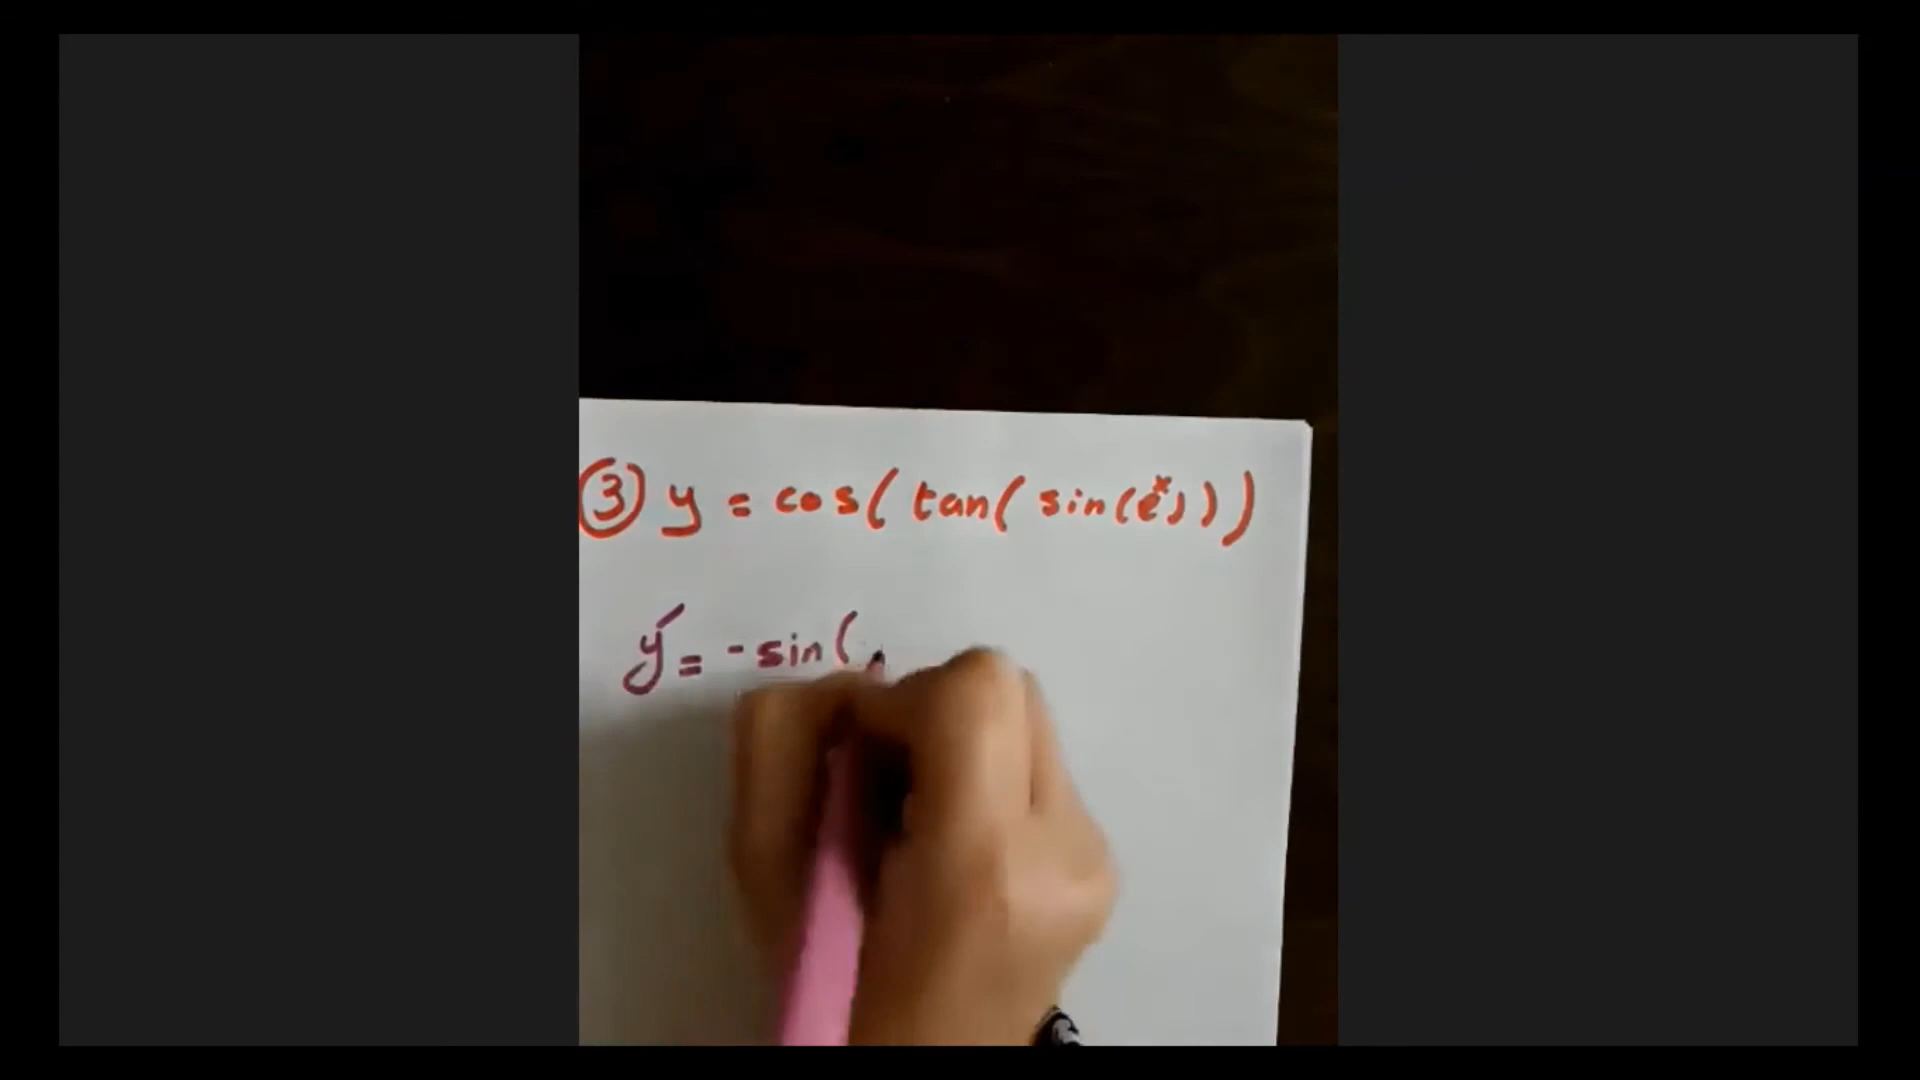 ③ y = cos(tan(sin(eˣ)))
y' = -sin(